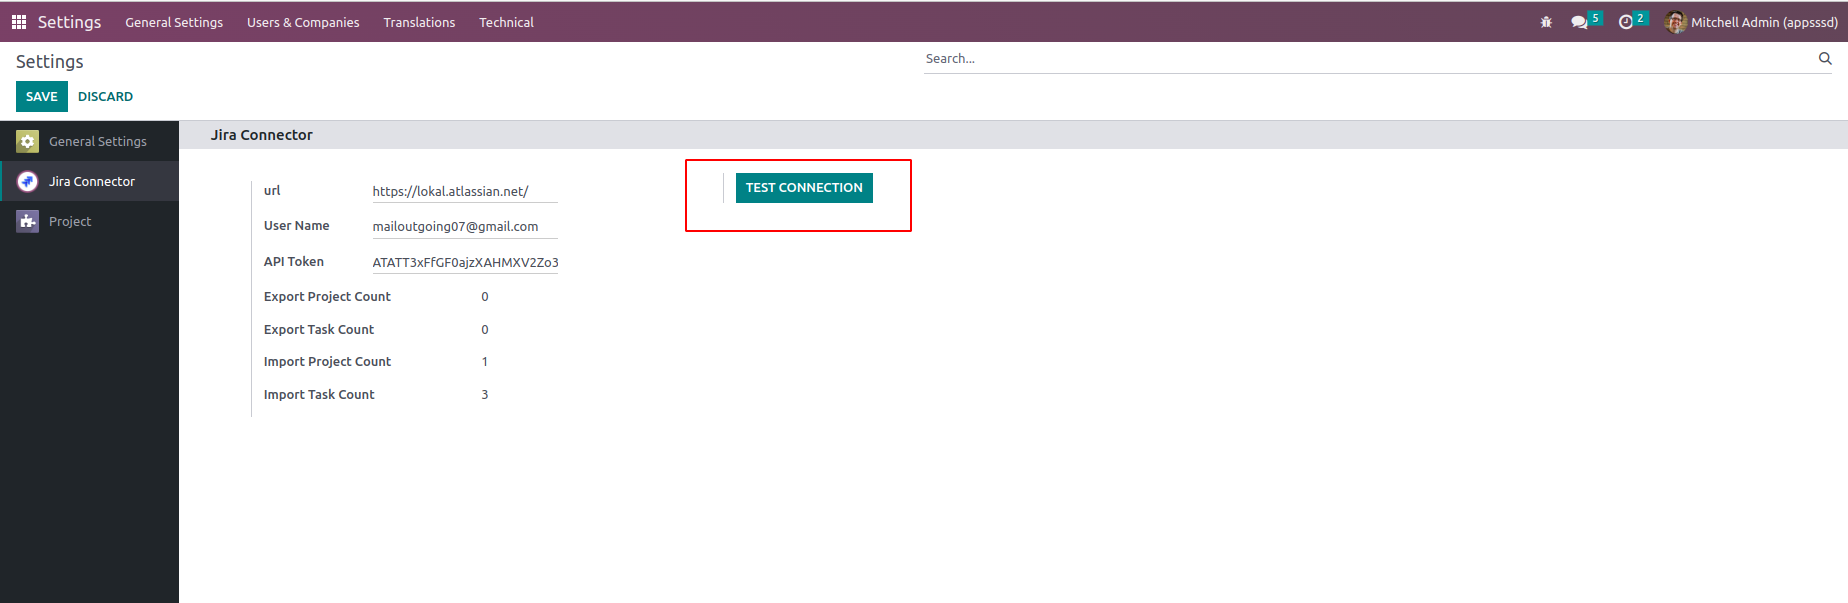 Settings General Settings Users & Companies Translations Technical 5 2 Mitchell Admin (appsssd)
Settings
Search...
SAVE DISCARD
General Settings
Jira Connector
Project
Jira Connector
url https://lokal.atlassian.net/
User Name mailoutgoing07@gmail.com
API Token ATATT3xFfGF0ajzXAHMXV2Zo3
Export Project Count 0
Export Task Count 0
Import Project Count 1
Import Task Count 3
TEST CONNECTION